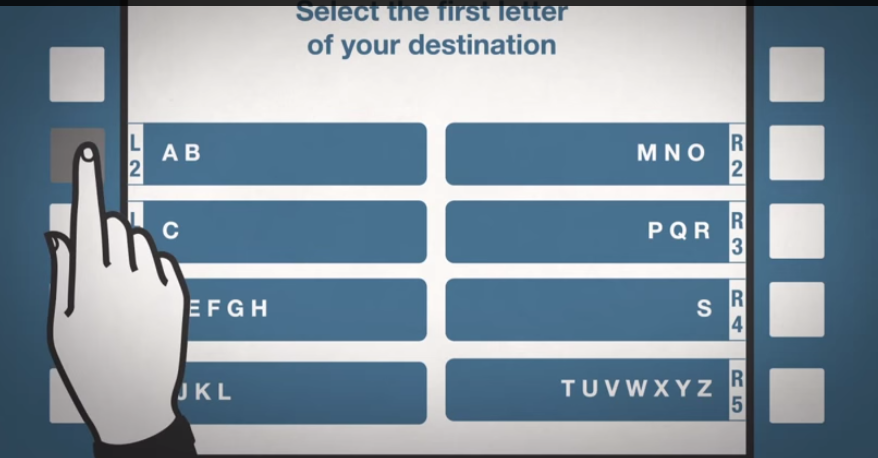 Select the first letter
of your destination
L2 AB
MNO R2
C
PQR R3
EFGH
S R4
JKL
TUVWXYZ R5